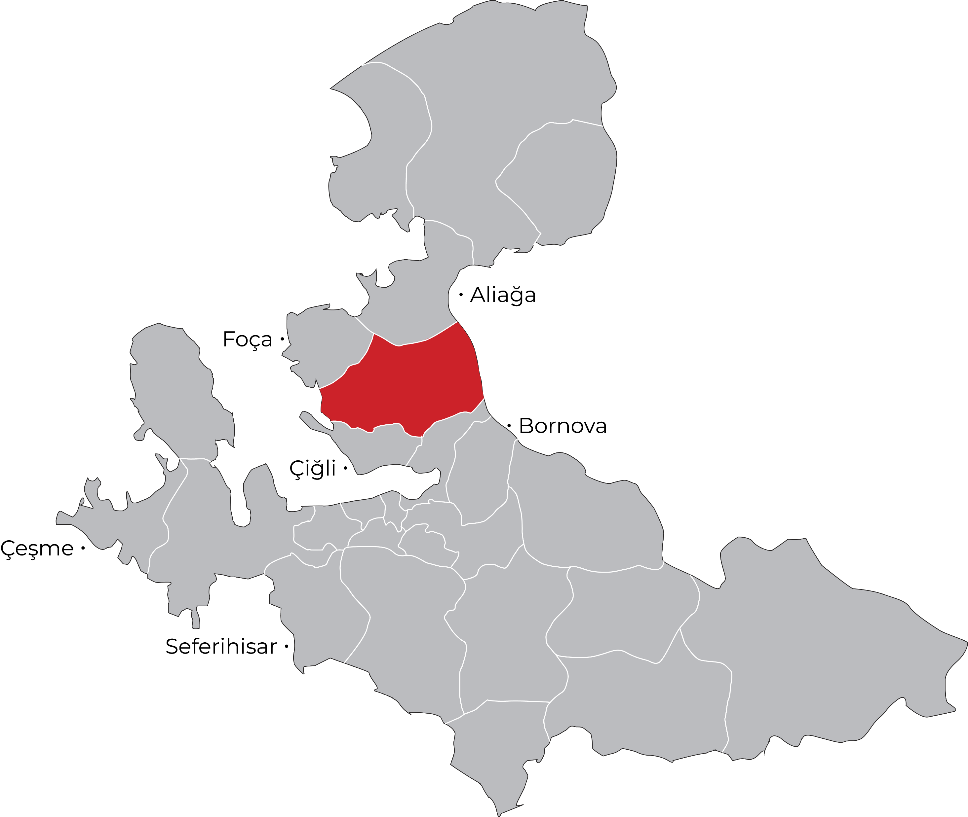 Aliağa
Foça
Bornova
Çiğli
Çeşme
Seferihisar